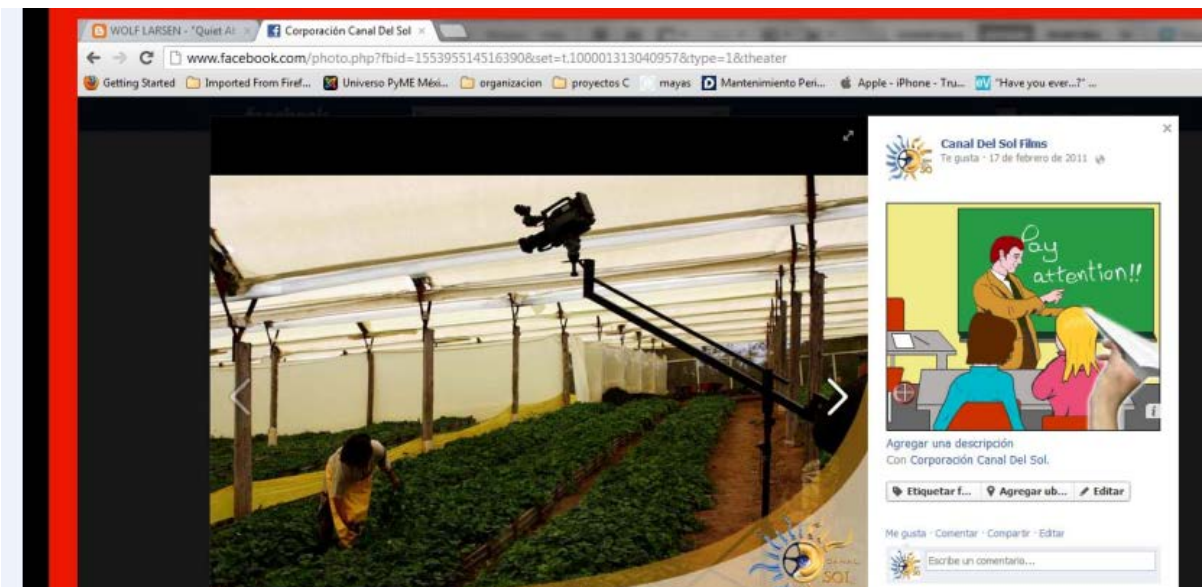 WOLF LARSEN - "Quiet At
Corporación Canal Del Sol
www.facebook.com/photo.php?fbid=155395514516390&set=t.100001313040957&type=1&theater
Getting Started Imported From Firef... Universo PyME Méxi... organizacion proyectos C mayas Mantenimiento Peri... Apple - iPhone - Tru... "Have you ever...?" ...
Canal Del Sol Films
Te gusta · 17 de febrero de 2011
Pay
attention!!
Agregar una descripción
Con Corporación Canal Del Sol.
Etiquetar f... Agregar ub... Editar
Me gusta · Comentar · Compartir · Editar
Escribe un comentario...
CANAL
SOL